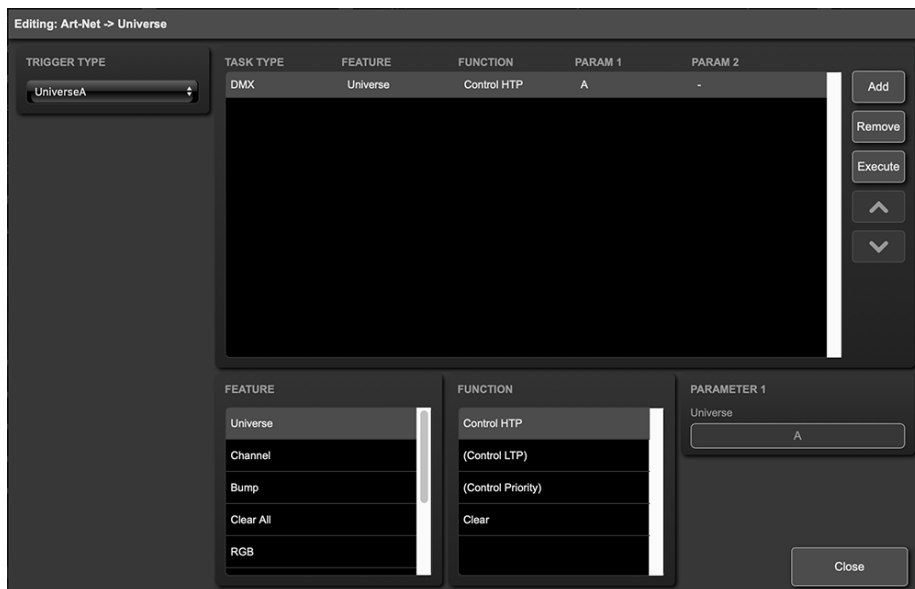 Editing: Art-Net -> Universe
TRIGGER TYPE
UniverseA
TASK TYPE FEATURE FUNCTION PARAM 1 PARAM 2
DMX Universe Control HTP A -
Add
Remove
Execute
FEATURE
Universe
Channel
Bump
Clear All
RGB
FUNCTION
Control HTP
(Control LTP)
(Control Priority)
Clear
PARAMETER 1
Universe
A
Close